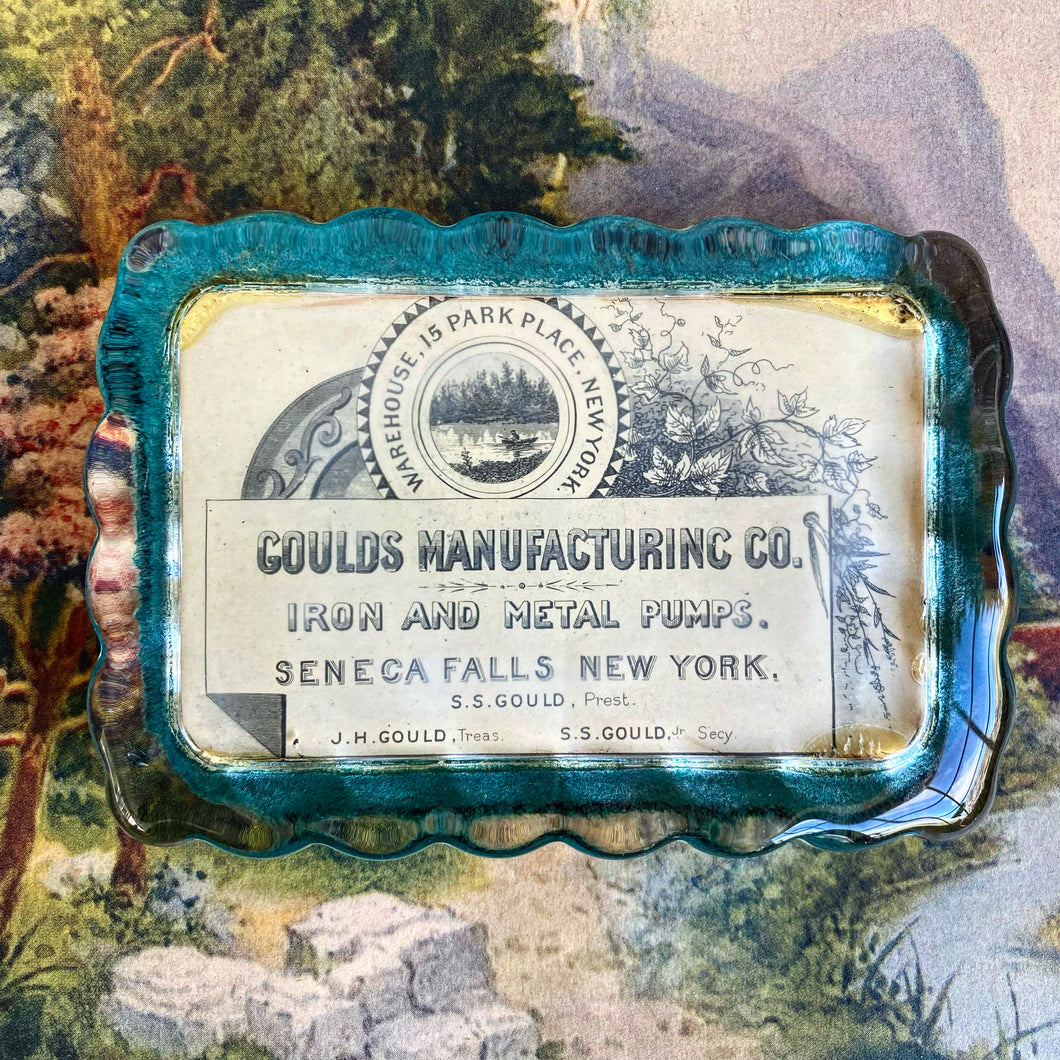 WAREHOUSE, 15 PARK PLACE, NEW YORK.
GOULDS MANUFACTURING CO.
IRON AND METAL PUMPS.
SENECA FALLS NEW YORK.
S.S. GOULD, Prest.
J.H. GOULD, Treas. S.S. GOULD, Jr Secy.